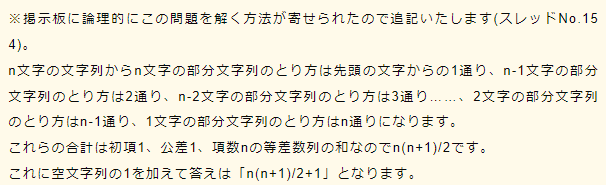 ※掲示板に論理的にこの問題を解く方法が寄せられたので追記いたします(スレッドNo.15
4)。
n文字の文字列からn文字の部分文字列のとり方は先頭の文字からの1通り、n-1文字の部分
文字列のとり方は2通り、n-2文字の部分文字列のとり方は3通り……、2文字の部分文字列
のとり方はn-1通り、1文字の部分文字列のとり方はn通りになります。
これらの合計は初項1、公差1、項数nの等差数列の和なのでn(n+1)/2です。
これに空文字列の1を加えて答えは「n(n+1)/2+1」となります。